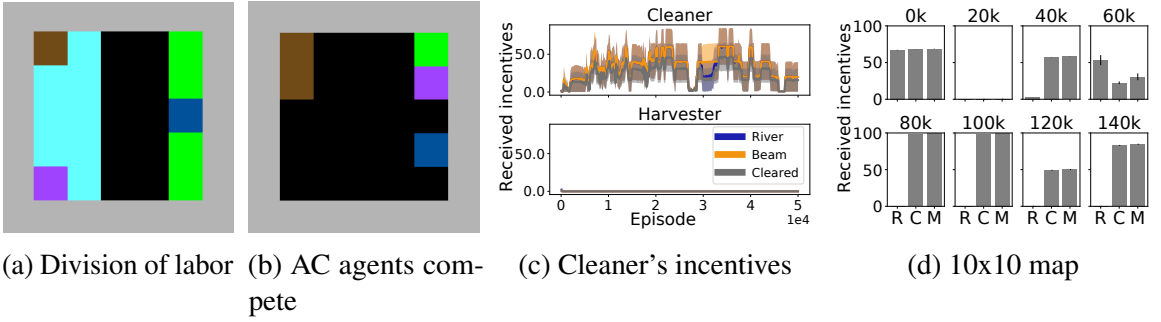 Cleaner
Received incentives
50.0
0.0
Harvester
50.0
0.0
River
Beam
Cleared
0 1 2 3 4 5
Episode
1e4
0k 20k 40k 60k
Received incentives
100
50
0
80k 100k 120k 140k
100
50
0
R C M R C M R C M R C M
(a) Division of labor (b) AC agents com-
pete
(c) Cleaner's incentives
(d) 10x10 map